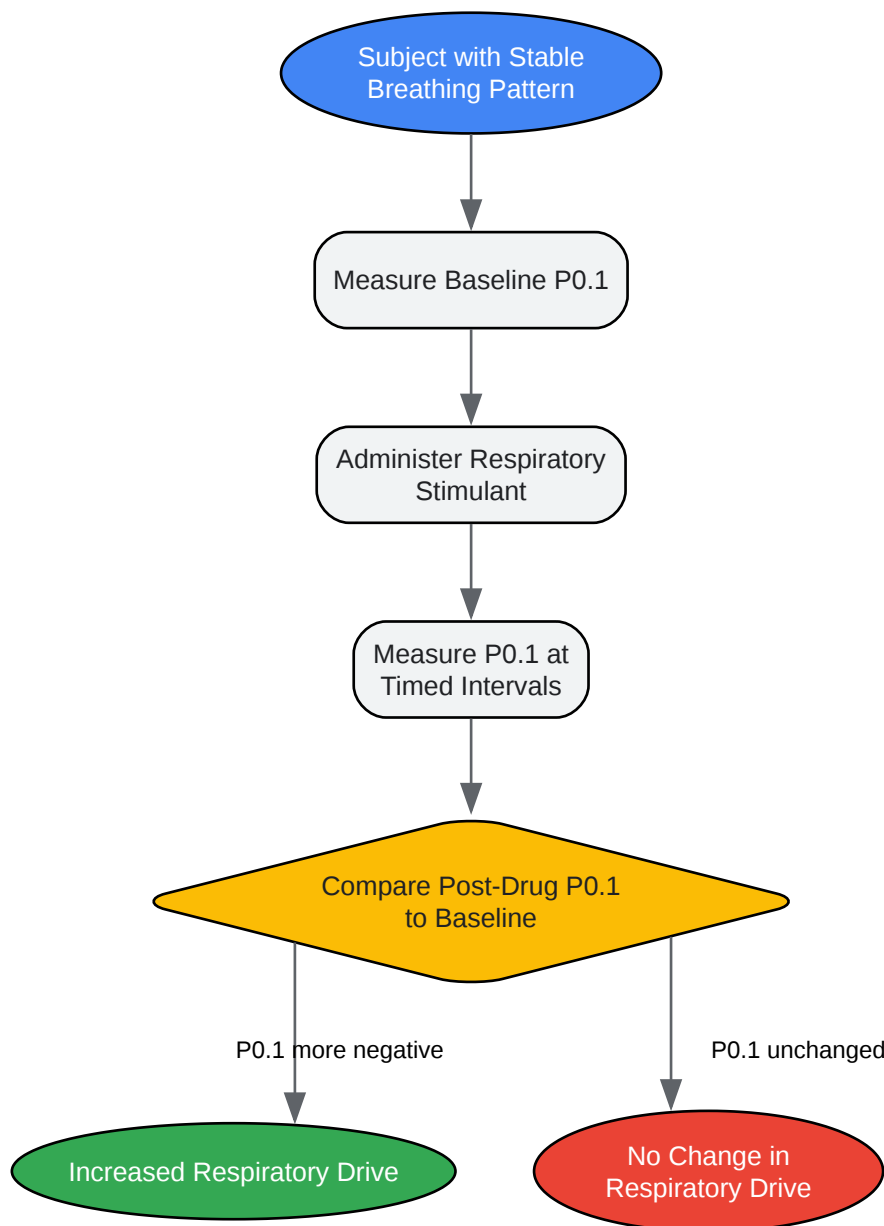 Subject with Stable
Breathing Pattern
Measure Baseline P0.1
Administer Respiratory
Stimulant
Measure P0.1 at
Timed Intervals
Compare Post-Drug P0.1
to Baseline
P0.1 more negative
P0.1 unchanged
Increased Respiratory Drive
No Change in
Respiratory Drive